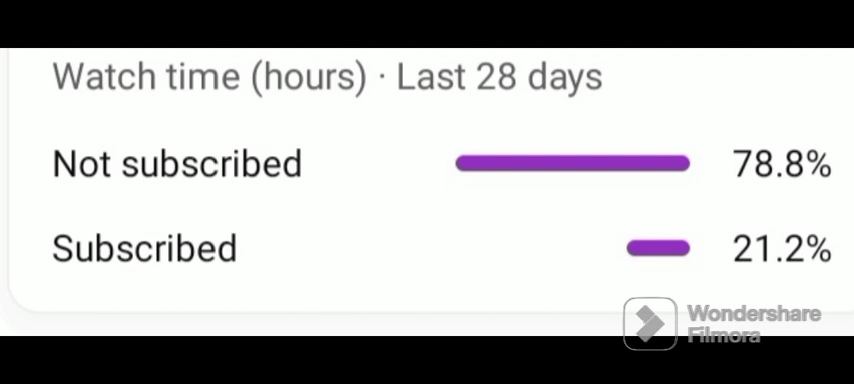 Watch time (hours) · Last 28 days
Not subscribed 78.8%
Subscribed 21.2%
Wondershare
Filmora